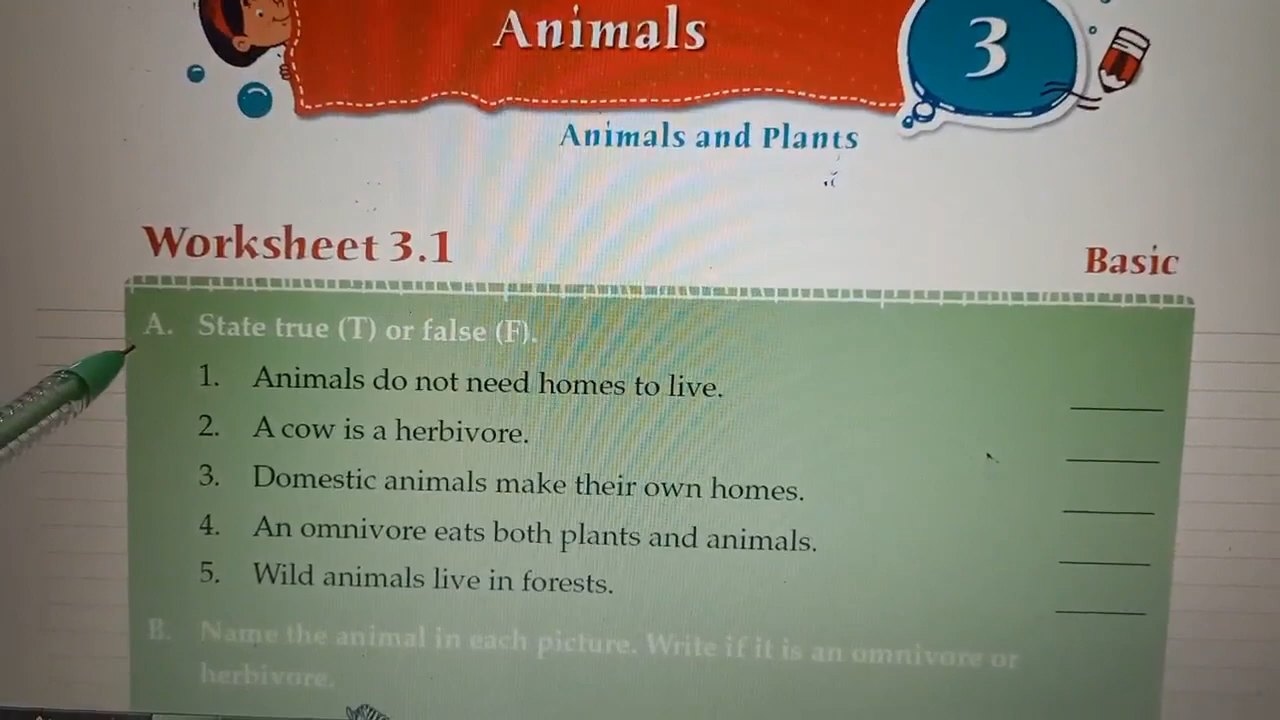 Animals
3
Animals and Plants
Worksheet 3.1
Basic
A. State true (T) or false (F).
1. Animals do not need homes to live.
2. A cow is a herbivore.
3. Domestic animals make their own homes.
4. An omnivore eats both plants and animals.
5. Wild animals live in forests.
B. Name the animal in each picture. Write if it is an omnivore or
herbivore.